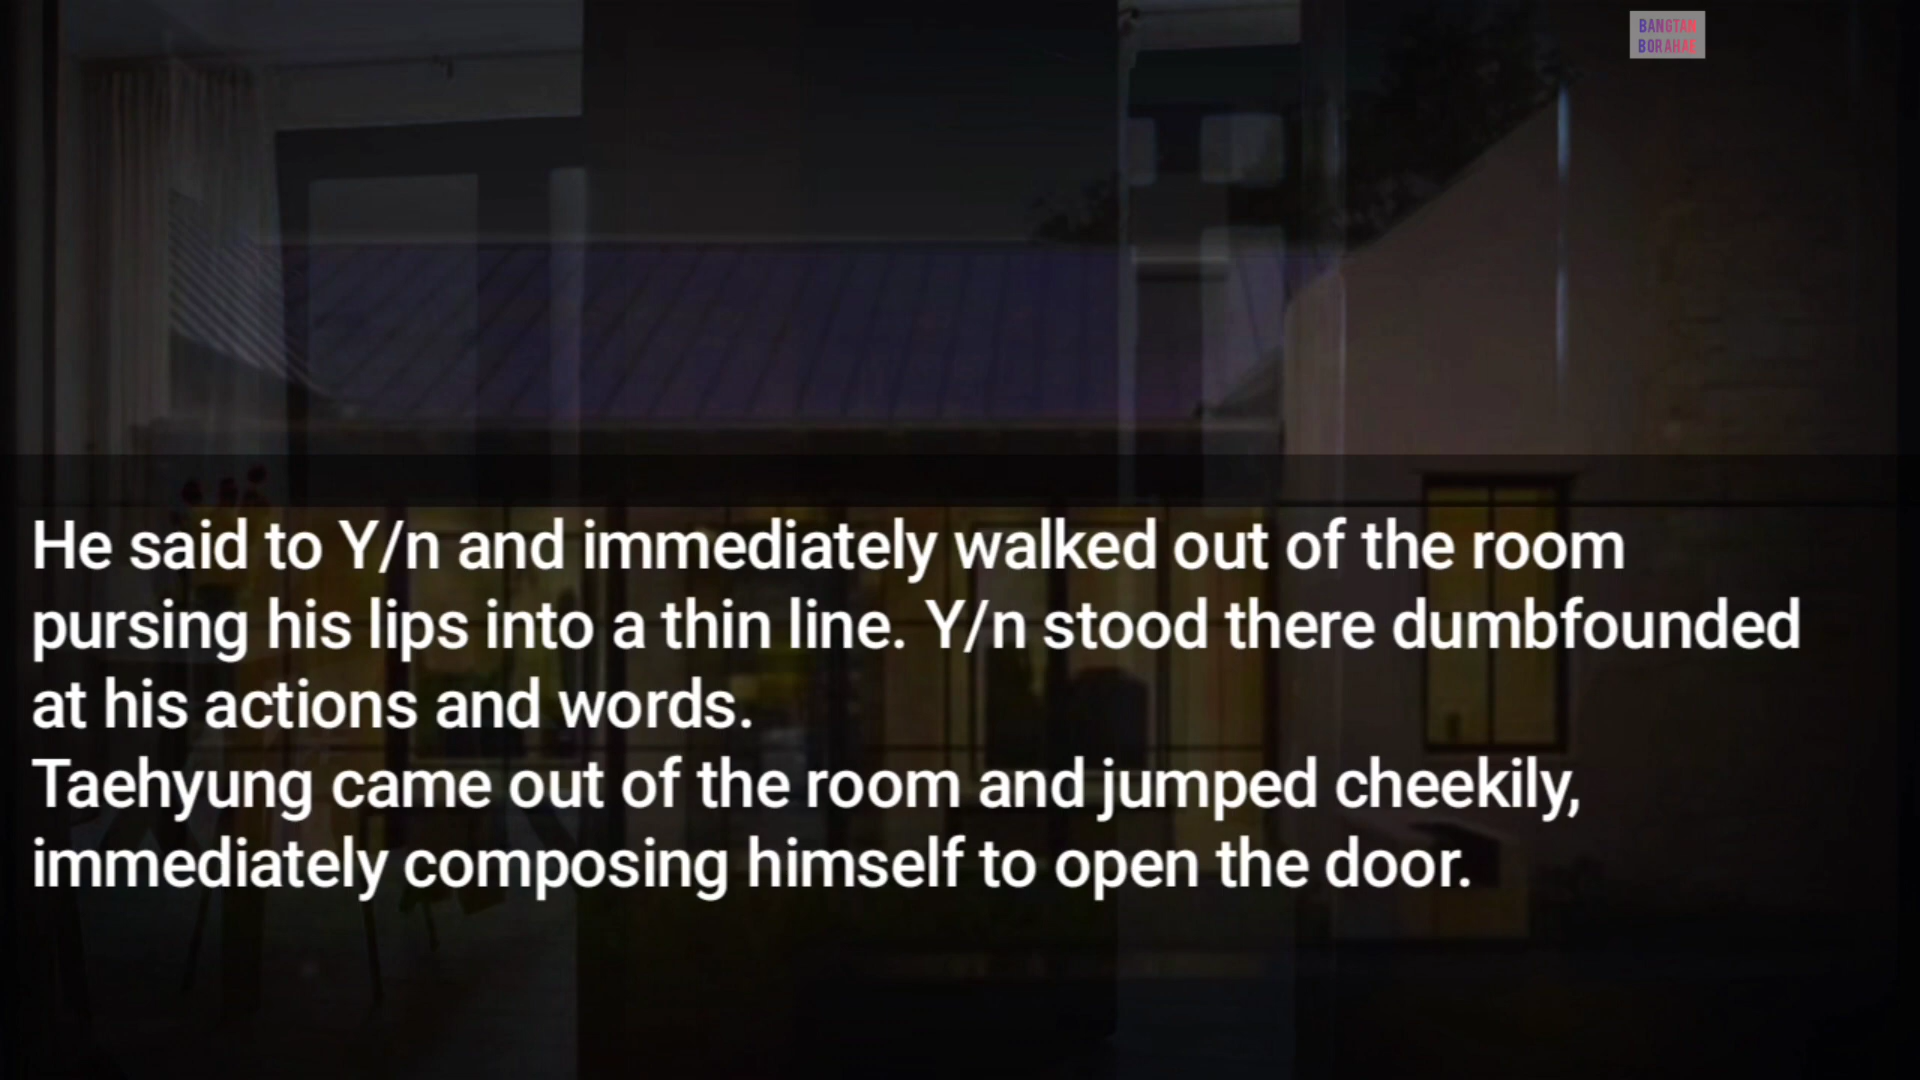 BANGTAN
BORAHAE
He said to Y/n and immediately walked out of the room
pursing his lips into a thin line. Y/n stood there dumbfounded
at his actions and words.
Taehyung came out of the room and jumped cheekily,
immediately composing himself to open the door.